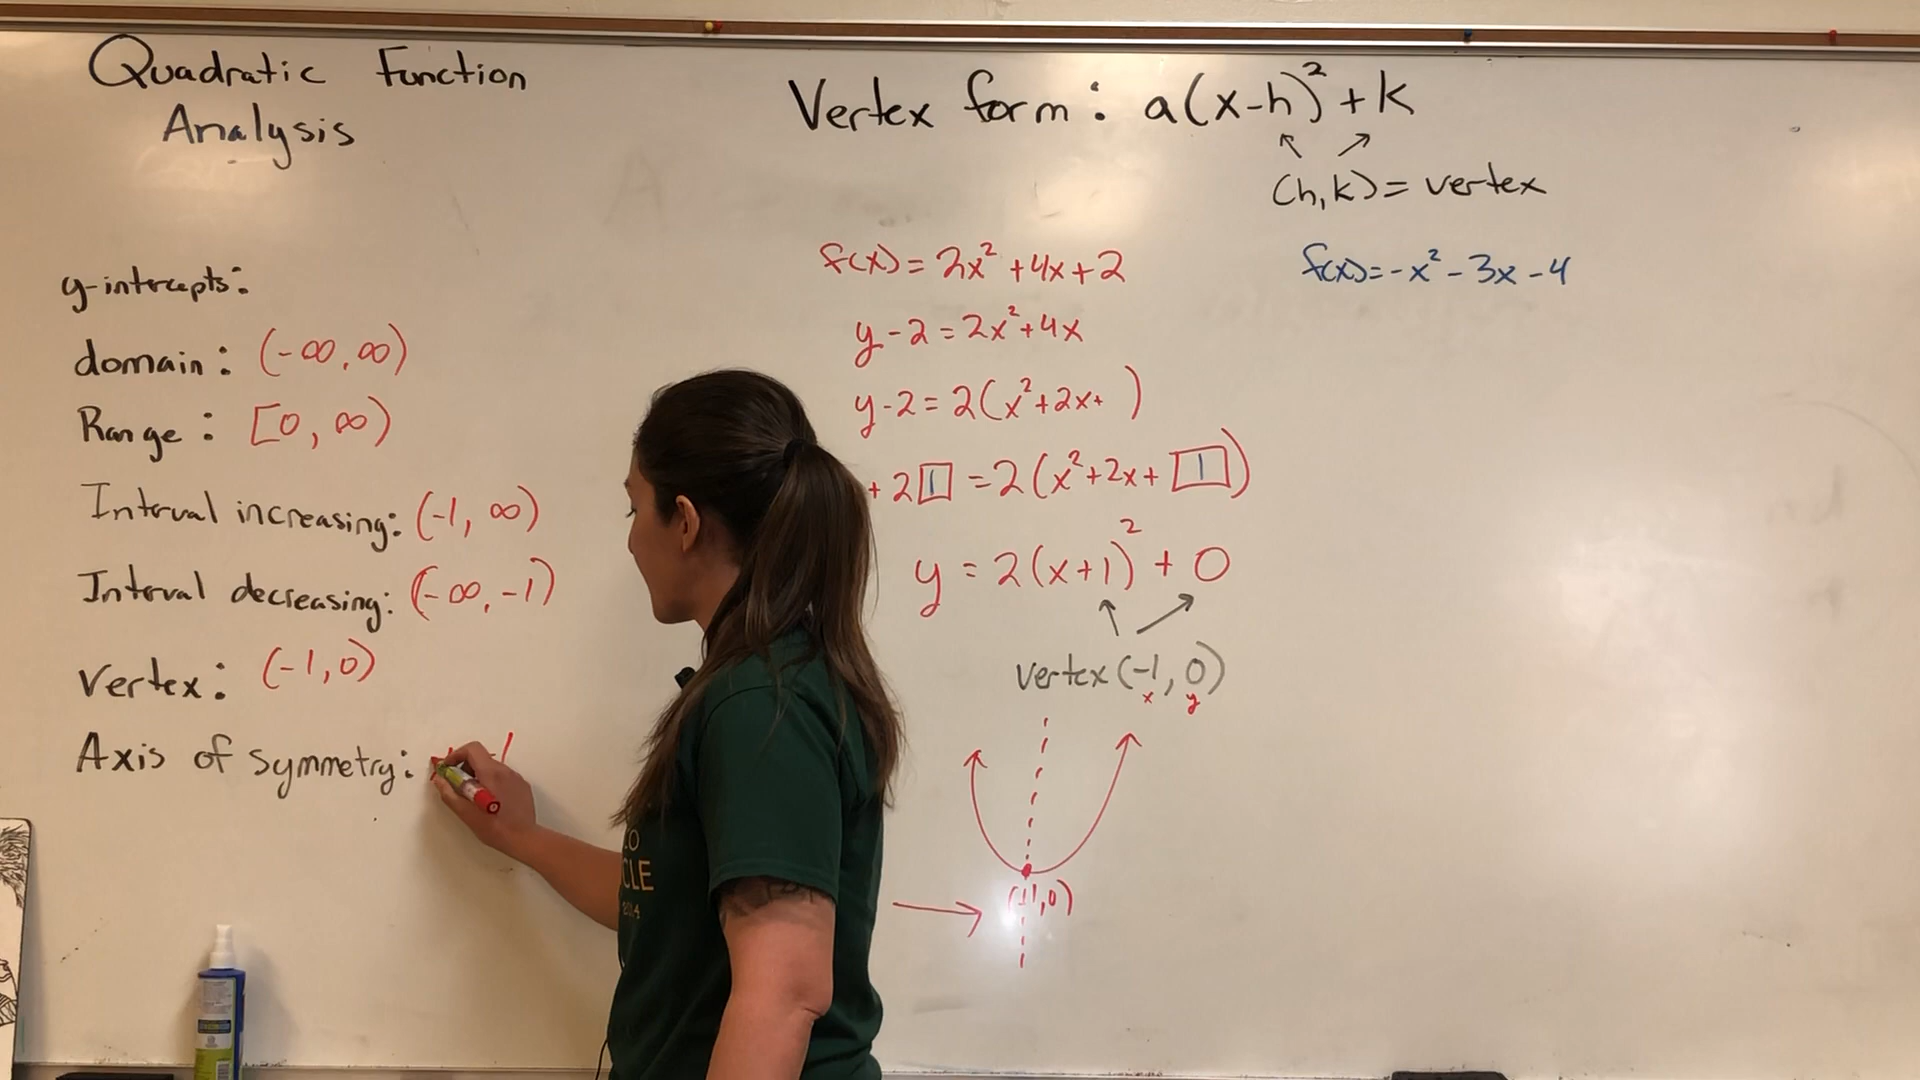 Quadratic Function
Analysis
y-intercepts:
domain: (-∞,∞)
Range: [0, ∞)
Interval increasing: (-1, ∞)
Interval decreasing: (-∞,-1)
Vertex: (-1,0)
Axis of symmetry:
Vertex form: a(x-h)²+k
(h,k)= vertex
f(x)= 2x²+4x+2
y-2=2x²+4x
y-2=2(x²+2x+ )
+ 2 1 =2(x²+2x+ 1 )
y = 2(x+1)² + 0
vertex (-1, 0)
x y
( 1,0)
f(x)=-x²-3x-4
CLE